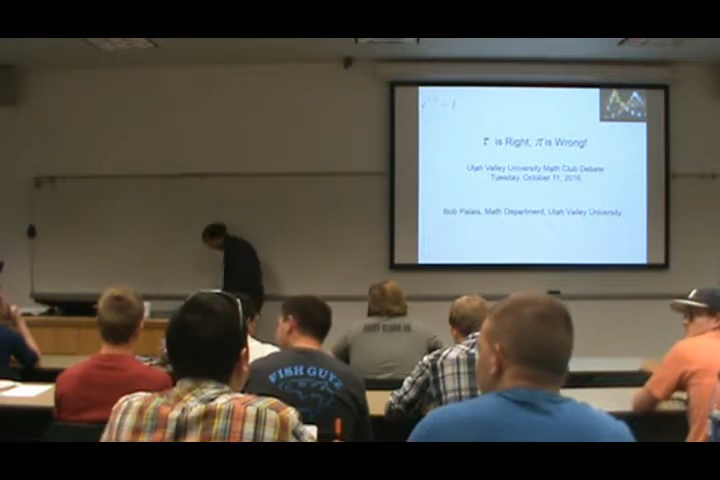 τ is Right, π is Wrong!
Utah Valley University Math Club Debate
Tuesday, October 11, 2016
Bob Palais, Math Department, Utah Valley University
FISH GUYZ